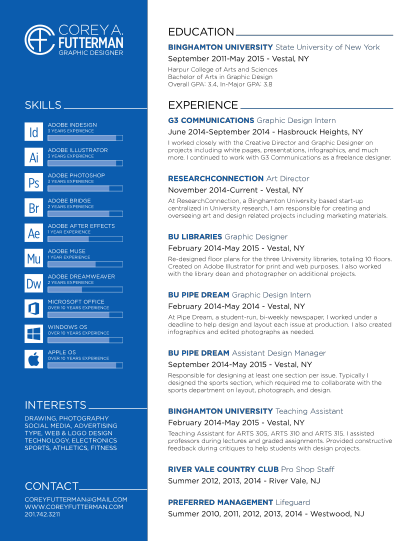 COREY A.
FUTTERMAN
GRAPHIC DESIGNER
SKILLS
Id
ADOBE INDESIGN
3 YEARS EXPERIENCE
Ai
ADOBE ILLUSTRATOR
3 YEARS EXPERIENCE
Ps
ADOBE PHOTOSHOP
3 YEARS EXPERIENCE
Br
ADOBE BRIDGE
2 YEARS EXPERIENCE
Ae
ADOBE AFTER EFFECTS
1 YEAR EXPERIENCE
Mu
ADOBE MUSE
1 YEAR EXPERIENCE
Dw
ADOBE DREAMWEAVER
2 YEARS EXPERIENCE
MICROSOFT OFFICE
OVER 10 YEARS EXPERIENCE
WINDOWS OS
OVER 10 YEARS EXPERIENCE
APPLE OS
OVER 10 YEARS EXPERIENCE
INTERESTS
DRAWING, PHOTOGRAPHY
SOCIAL MEDIA, ADVERTISING
TYPE, WEB & LOGO DESIGN
TECHNOLOGY, ELECTRONICS
SPORTS, ATHLETICS, FITNESS
CONTACT
COREYFUTTERMAN@GMAIL.COM
WWW.COREYFUTTERMAN.COM
201.742.3211
EDUCATION
BINGHAMTON UNIVERSITY State University of New York
September 2011-May 2015 - Vestal, NY
Harpur College of Arts and Sciences
Bachelor of Arts in Graphic Design
Overall GPA: 3.4, In-Major GPA: 3.8
EXPERIENCE
G3 COMMUNICATIONS Graphic Design Intern
June 2014-September 2014 - Hasbrouck Heights, NY
I worked closely with the Creative Director and Graphic Designer on
projects including white pages, presentations, infographics, and much
more. I continued to work with G3 Communications as a freelance designer.
RESEARCHCONNECTION Art Director
November 2014-Current - Vestal, NY
At ResearchConnection, a Binghamton University based start-up
centralized in University research, I am responsible for creating and
overseeing art and design related projects including marketing materials.
BU LIBRARIES Graphic Designer
February 2014-May 2015 - Vestal, NY
Re-designed floor plans for the three University libraries, totaling 10 floors.
Created on Adobe Illustrator for print and web purposes. I also worked
with the library dean and photographer on additional projects.
BU PIPE DREAM Graphic Design Intern
February 2014-May 2014 - Vestal, NY
At Pipe Dream, a student-run, bi-weekly newspaper, I worked under a
deadline to help design and layout each issue at production. I also created
infographics and edited photographs as needed.
BU PIPE DREAM Assistant Design Manager
September 2014-May 2015 - Vestal, NY
Responsible for designing at least one section per issue. Typically I
designed the sports section, which required me to collaborate with the
sports department on layout, photograph, and design.
BINGHAMTON UNIVERSITY Teaching Assistant
February 2014-May 2015 - Vestal, NY
Teaching Assistant for ARTS 305, ARTS 310 and ARTS 315. I assisted
professors during lectures and graded assignments. Provided constructive
feedback during critiques to help students with design projects.
RIVER VALE COUNTRY CLUB Pro Shop Staff
Summer 2012, 2013, 2014 - River Vale, NJ
PREFERRED MANAGEMENT Lifeguard
Summer 2010, 2011, 2012, 2013, 2014 - Westwood, NJ